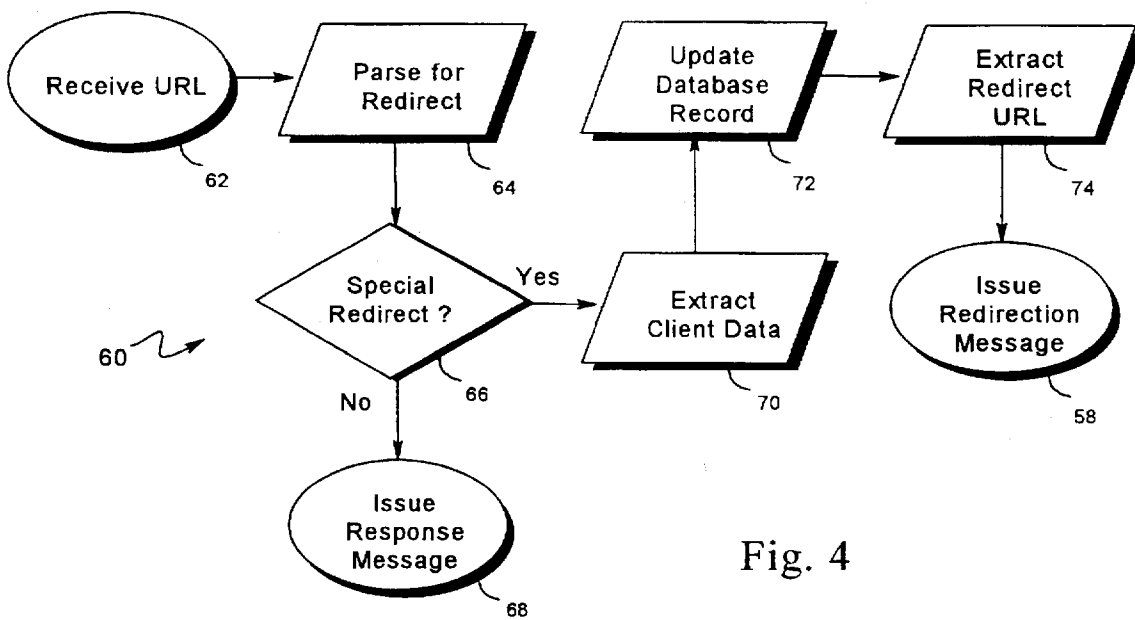 Receive URL
62
Parse for
Redirect
64
Special
Redirect ?
66
Yes
No
60
Issue
Response
Message
68
Extract
Client Data
70
Update
Database
Record
72
Extract
Redirect
URL
74
Issue
Redirection
Message
58
Fig. 4